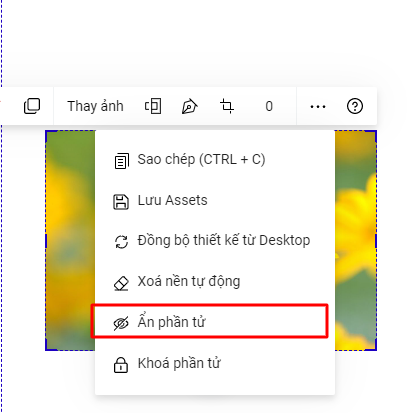 Thay ảnh 0
Sao chép (CTRL + C)
Lưu Assets
Đồng bộ thiết kế từ Desktop
Xoá nền tự động
Ẩn phần tử
Khoá phần tử